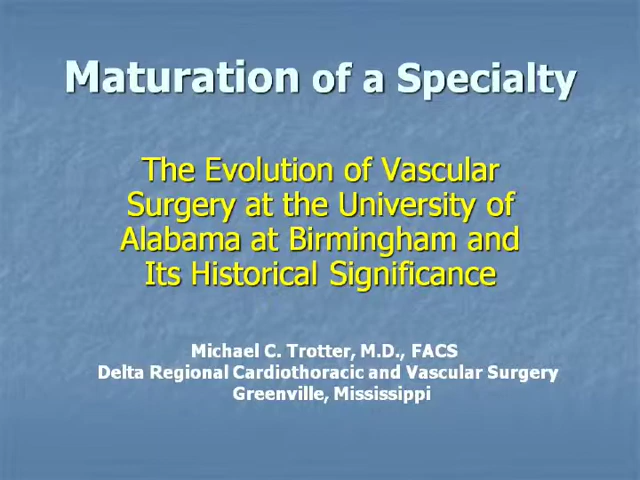 Maturation of a Specialty
The Evolution of Vascular
Surgery at the University of
Alabama at Birmingham and
Its Historical Significance
Michael C. Trotter, M.D., FACS
Delta Regional Cardiothoracic and Vascular Surgery
Greenville, Mississippi